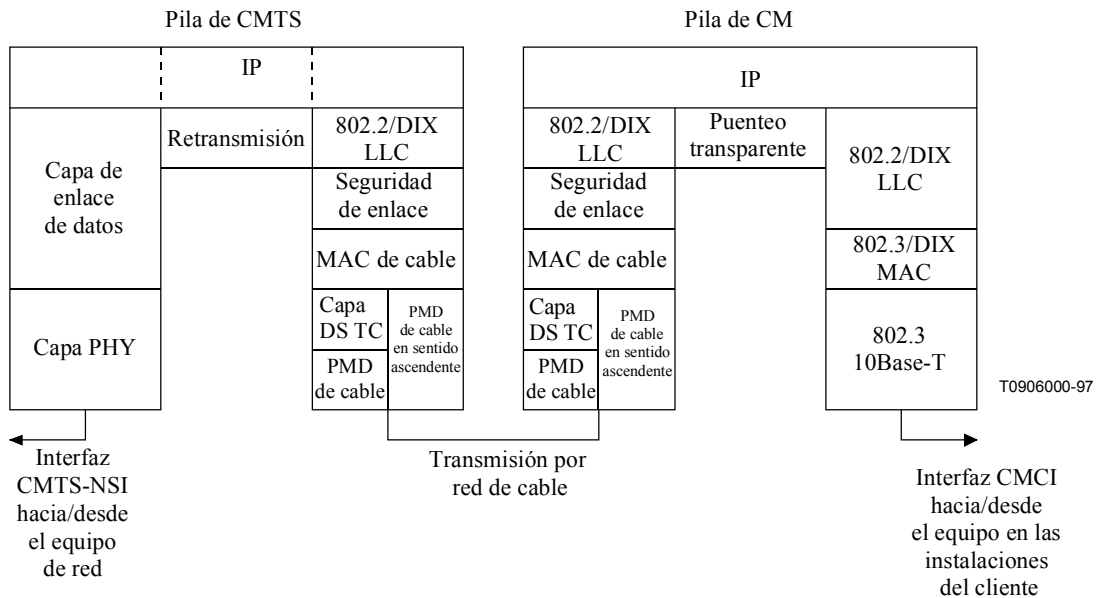 Pila de CMTS
IP
Retransmisión
802.2/DIX
LLC
Capa de
enlace
de datos
Seguridad
de enlace
MAC de cable
Capa PHY
Capa
DS TC
PMD
de cable
PMD
de cable
en sentido
ascendente
Interfaz
CMTS-NSI
hacia/desde
el equipo
de red
Transmisión por
red de cable
Pila de CM
IP
802.2/DIX
LLC
Puenteo
transparente
802.2/DIX
LLC
Seguridad
de enlace
MAC de cable
802.3/DIX
MAC
Capa
DS TC
PMD
de cable
PMD
de cable
en sentido
ascendente
802.3
10Base-T
Interfaz CMCI
hacia/desde
el equipo en las
instalaciones
del cliente
T0906000-97